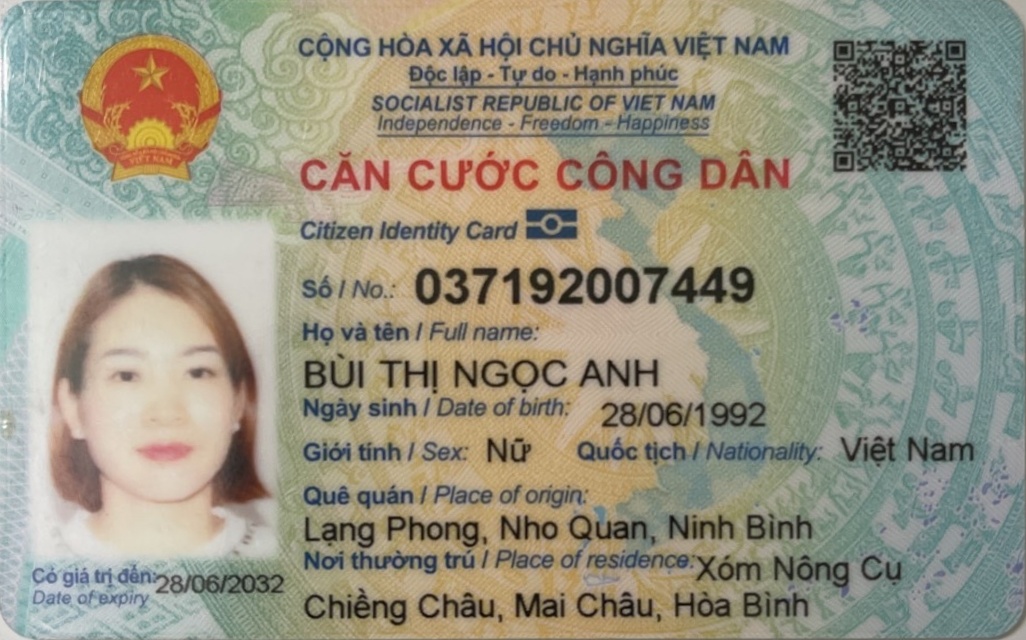 CỘNG HÒA XÃ HỘI CHỦ NGHĨA VIỆT NAM
Độc lập - Tự do - Hạnh phúc
SOCIALIST REPUBLIC OF VIET NAM
Independence - Freedom - Happiness
CĂN CƯỚC CÔNG DÂN
Citizen Identity Card
Số / No.: 037192007449
Họ và tên / Full name:
BÙI THỊ NGỌC ANH
Ngày sinh / Date of birth: 28/06/1992
Giới tính / Sex: Nữ Quốc tịch / Nationality: Việt Nam
Quê quán / Place of origin:
Lạng Phong, Nho Quan, Ninh Bình
Nơi thường trú / Place of residence: Xóm Nông Cụ
Chiềng Châu, Mai Châu, Hòa Bình
Có giá trị đến: 28/06/2032
Date of expiry
VIỆT NAM